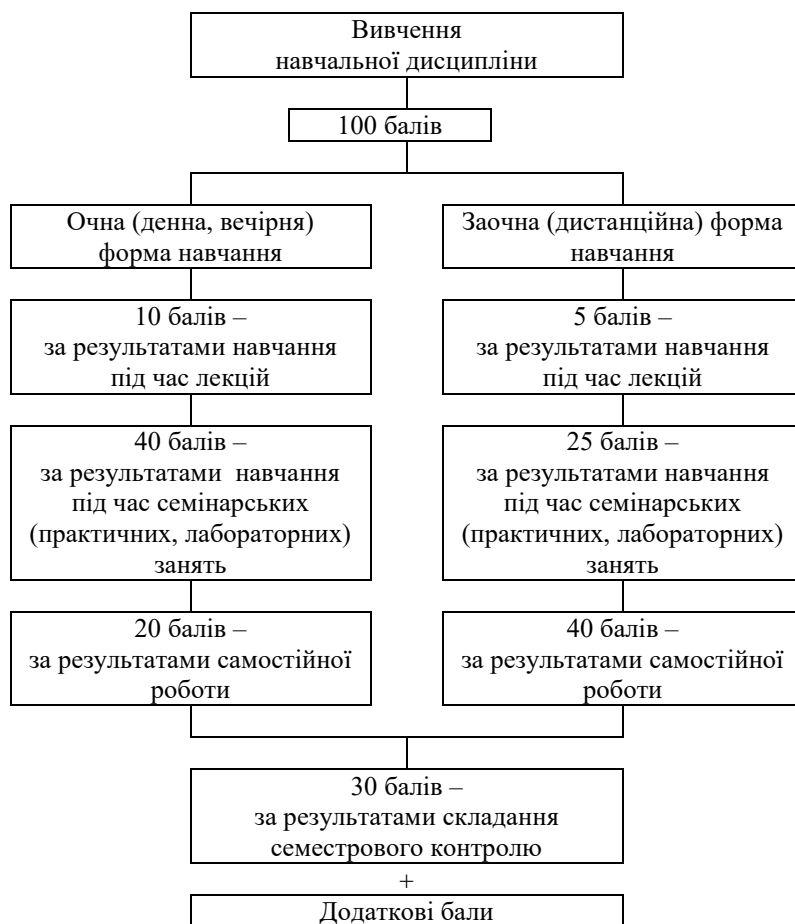 Вивчення
навчальної дисципліни
100 балів
Очна (денна, вечірня)
форма навчання
Заочна (дистанційна) форма
навчання
10 балів –
за результатами навчання
під час лекцій
5 балів –
за результатами навчання
під час лекцій
40 балів –
за результатами навчання
під час семінарських
(практичних, лабораторних)
занять
25 балів –
за результатами навчання
під час семінарських
(практичних, лабораторних)
занять
20 балів –
за результатами самостійної
роботи
40 балів –
за результатами самостійної
роботи
30 балів –
за результатами складання
семестрового контролю
+
Додаткові бали